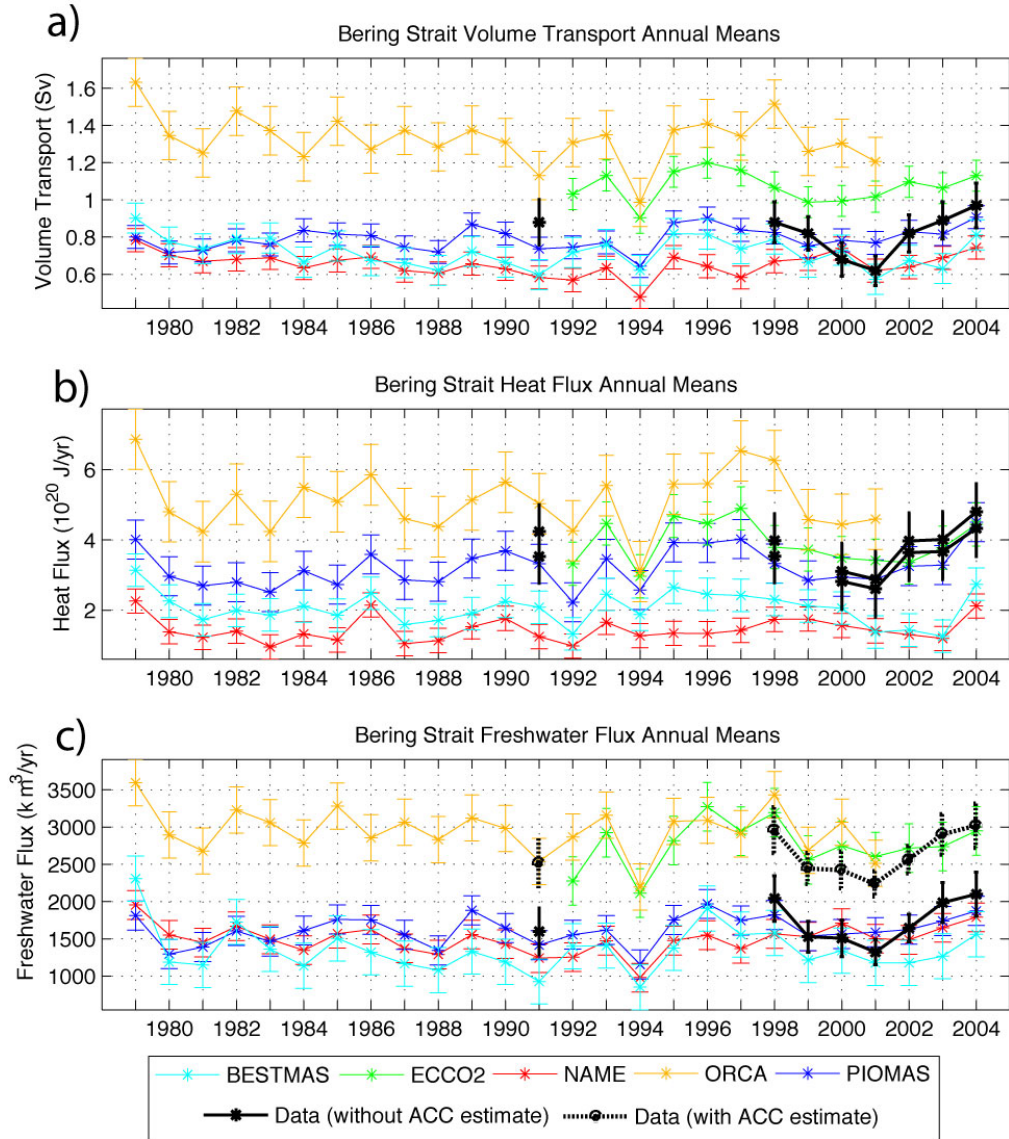 a)
Bering Strait Volume Transport Annual Means
Volume Transport (Sv)
1.6
1.4
1.2
1
0.8
0.6
1980 1982 1984 1986 1988 1990 1992 1994 1996 1998 2000 2002 2004
b)
Bering Strait Heat Flux Annual Means
Heat Flux (10^20 J/yr)
6
4
2
1980 1982 1984 1986 1988 1990 1992 1994 1996 1998 2000 2002 2004
c)
Bering Strait Freshwater Flux Annual Means
Freshwater Flux (km^3/yr)
3500
3000
2500
2000
1500
1000
1980 1982 1984 1986 1988 1990 1992 1994 1996 1998 2000 2002 2004
BESTMAS ECCO2 NAME ORCA PIOMAS
Data (without ACC estimate) Data (with ACC estimate)